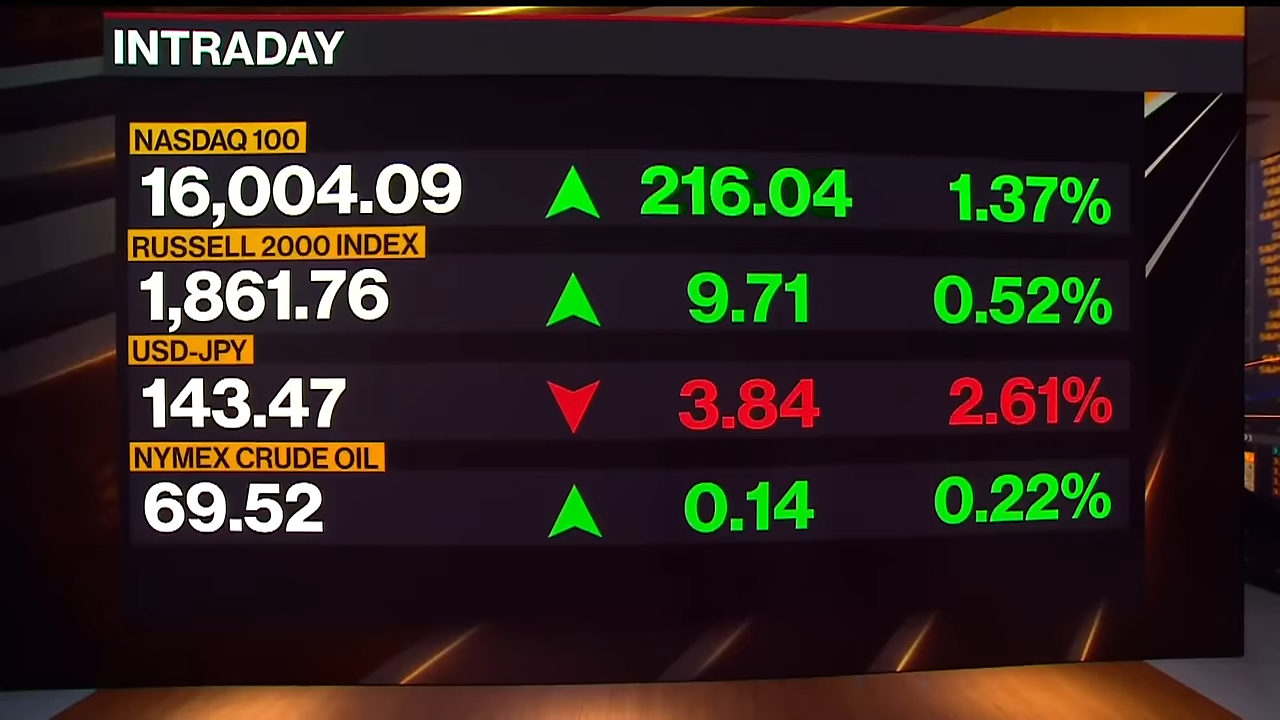 INTRADAY
NASDAQ 100
16,004.09 ▲ 216.04 1.37%
RUSSELL 2000 INDEX
1,861.76 ▲ 9.71 0.52%
USD-JPY
143.47 ▼ 3.84 2.61%
NYMEX CRUDE OIL
69.52 ▲ 0.14 0.22%